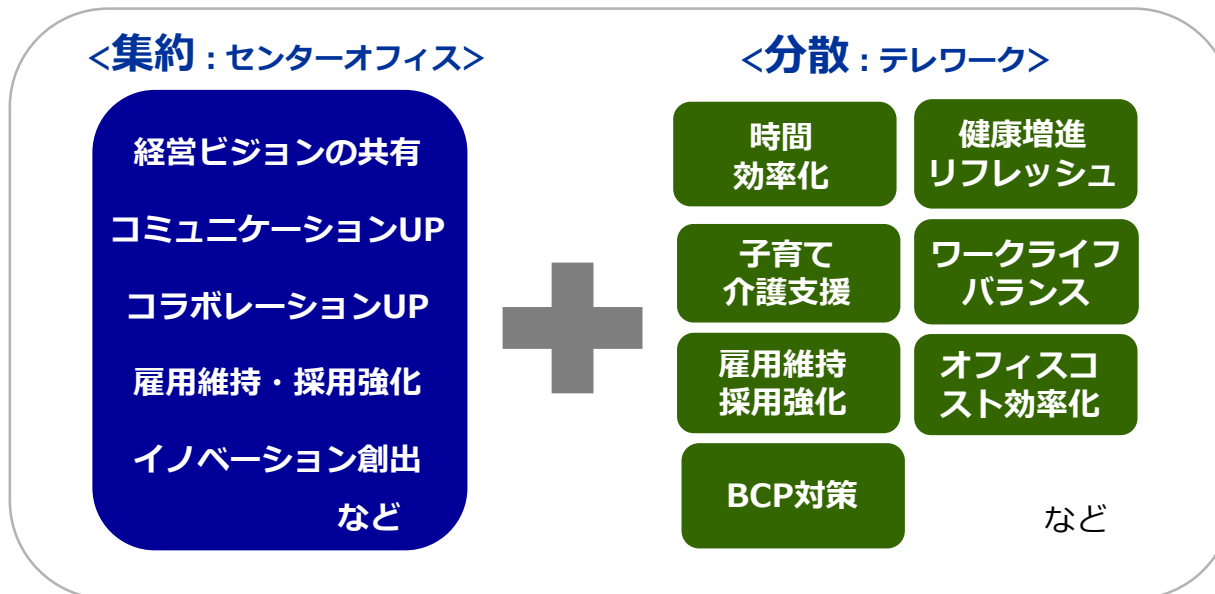 <集約：センターオフィス>
経営ビジョンの共有
コミュニケーションUP
コラボレーションUP
雇用維持・採用強化
イノベーション創出
など
<分散：テレワーク>
時間
効率化
健康増進
リフレッシュ
子育て
介護支援
ワークライフ
バランス
雇用維持
採用強化
オフィスコ
スト効率化
BCP対策
など